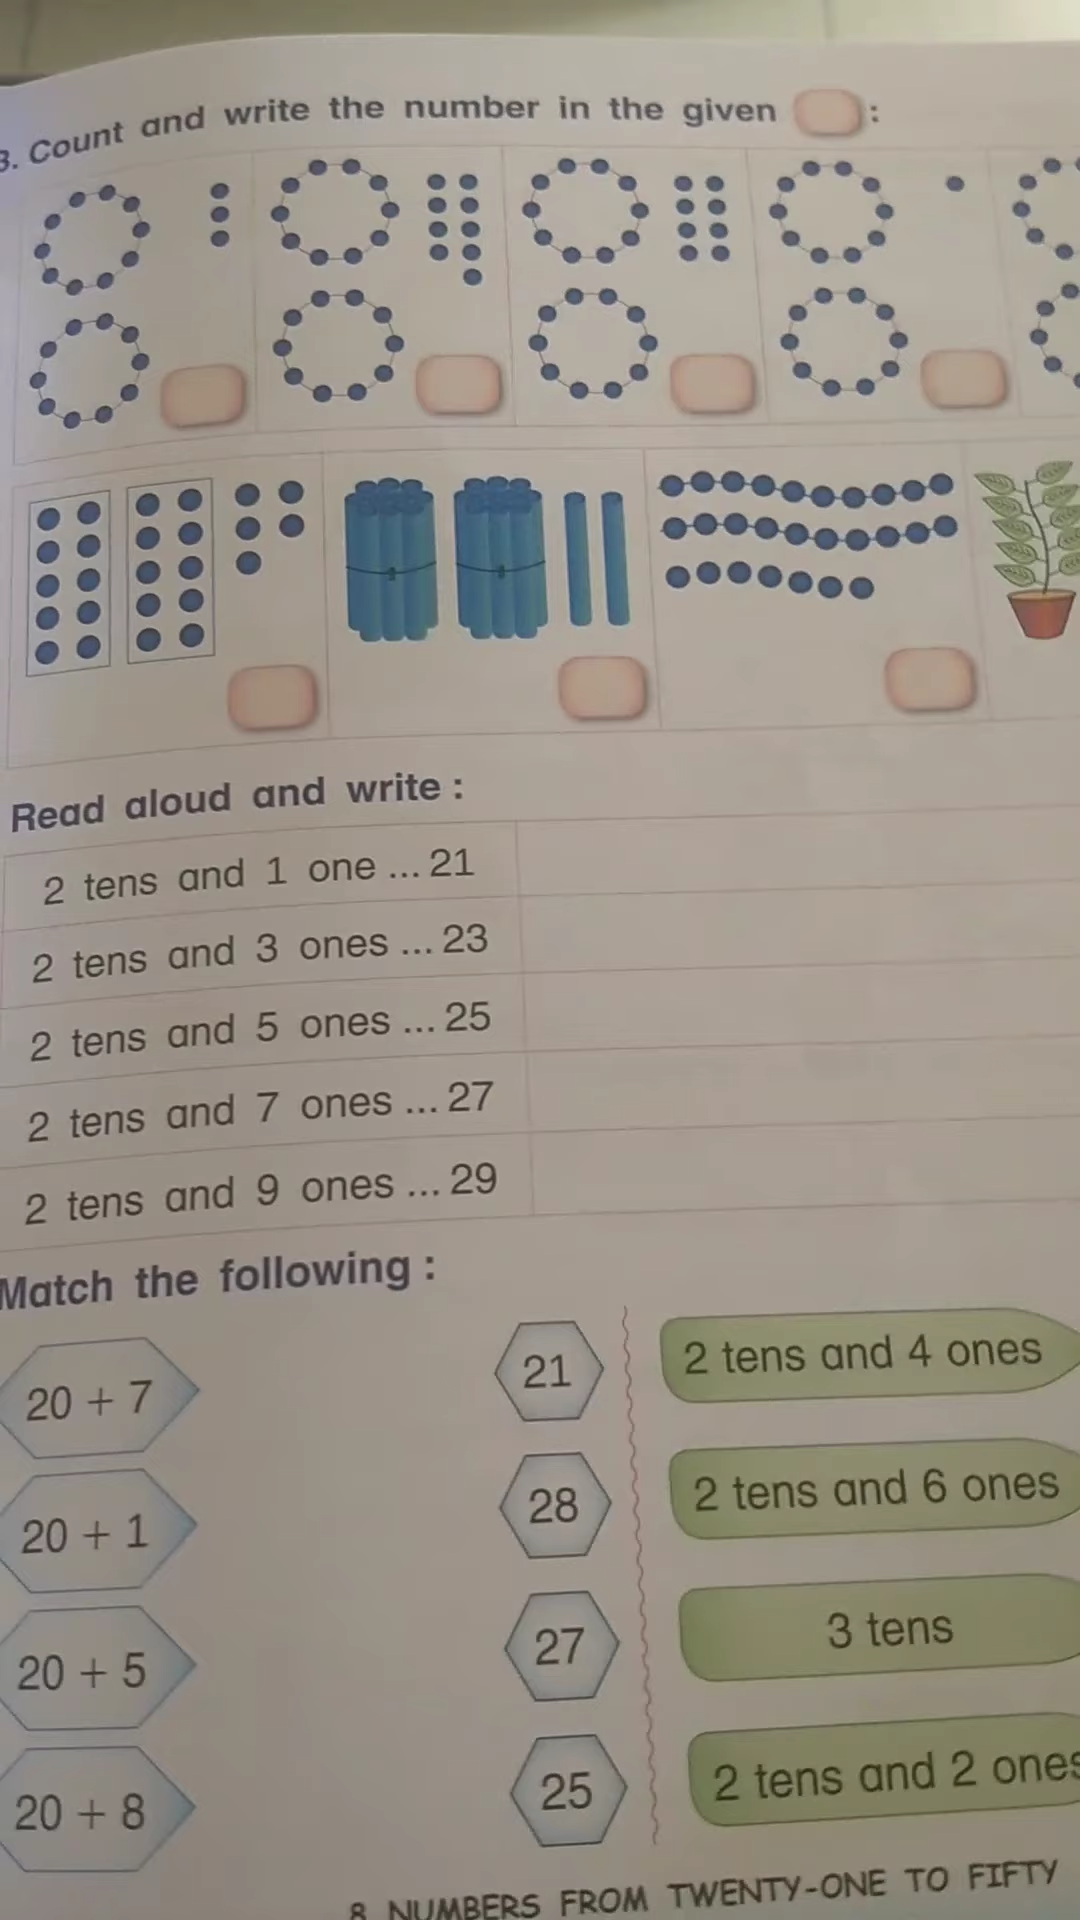 3. Count and write the number in the given :
Read aloud and write :
2 tens and 1 one ... 21
2 tens and 3 ones ... 23
2 tens and 5 ones ... 25
2 tens and 7 ones ... 27
2 tens and 9 ones ... 29
Match the following :
20 + 7
21
2 tens and 4 ones
20 + 1
28
2 tens and 6 ones
20 + 5
27
3 tens
20 + 8
25
2 tens and 2 ones
8 NUMBERS FROM TWENTY-ONE TO FIFTY